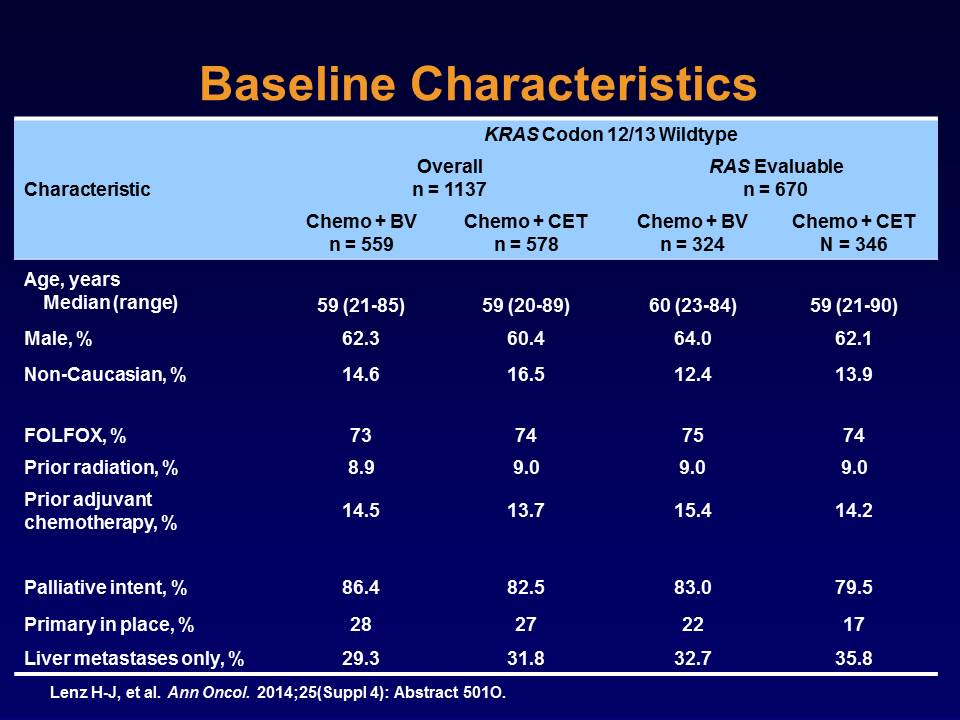 Baseline Characteristics
KRAS Codon 12/13 Wildtype
Characteristic
Overall
n = 1137
RAS Evaluable
n = 670
Chemo + BV
n = 559
Chemo + CET
n = 578
Chemo + BV
n = 324
Chemo + CET
N = 346
Age, years
Median (range) 59 (21-85) 59 (20-89) 60 (23-84) 59 (21-90)
Male, % 62.3 60.4 64.0 62.1
Non-Caucasian, % 14.6 16.5 12.4 13.9
FOLFOX, % 73 74 75 74
Prior radiation, % 8.9 9.0 9.0 9.0
Prior adjuvant
chemotherapy, % 14.5 13.7 15.4 14.2
Palliative intent, % 86.4 82.5 83.0 79.5
Primary in place, % 28 27 22 17
Liver metastases only, % 29.3 31.8 32.7 35.8
Lenz H-J, et al. Ann Oncol. 2014;25(Suppl 4): Abstract 501O.